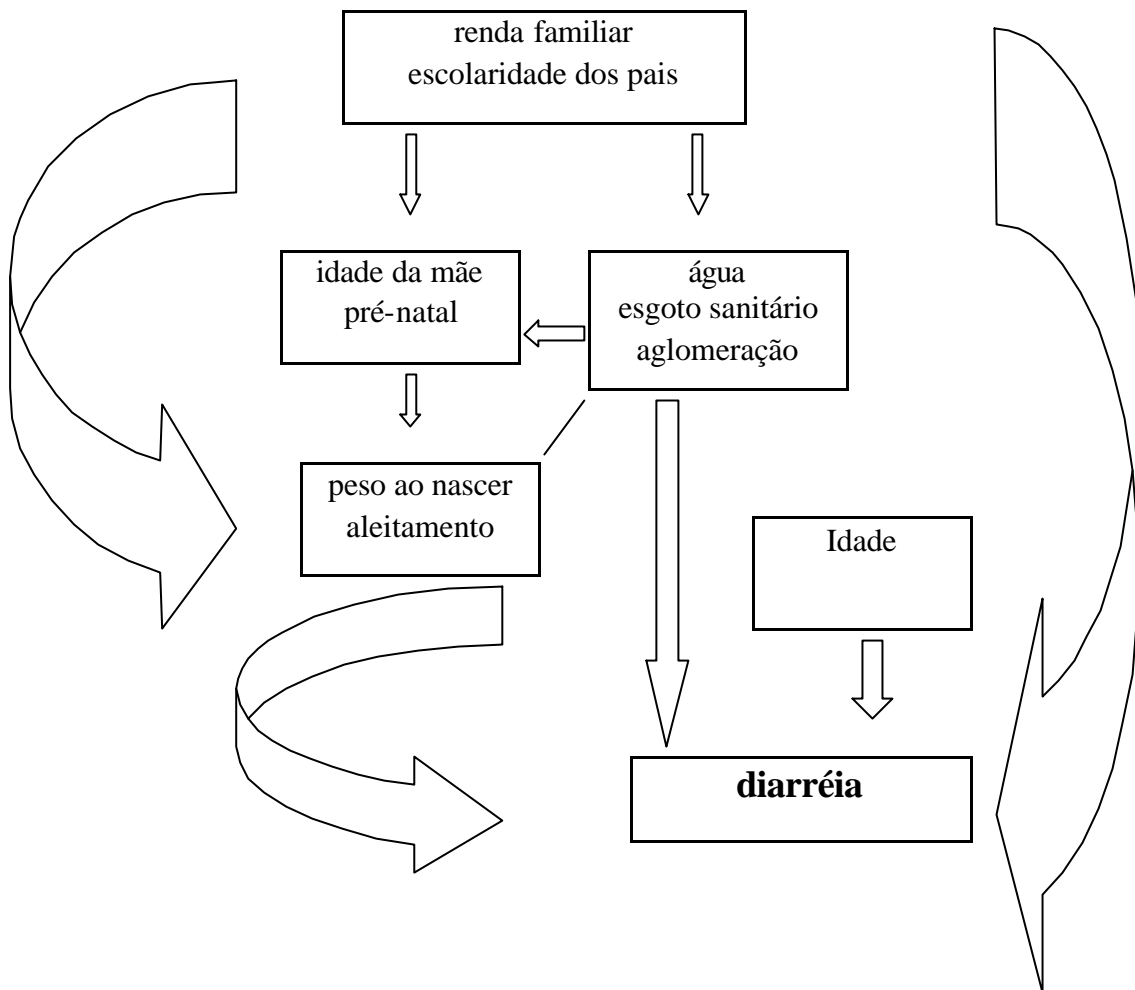 renda familiar
escolaridade dos pais
idade da mãe
pré-natal
água
esgoto sanitário
aglomeração
peso ao nascer
aleitamento
Idade
diarréia